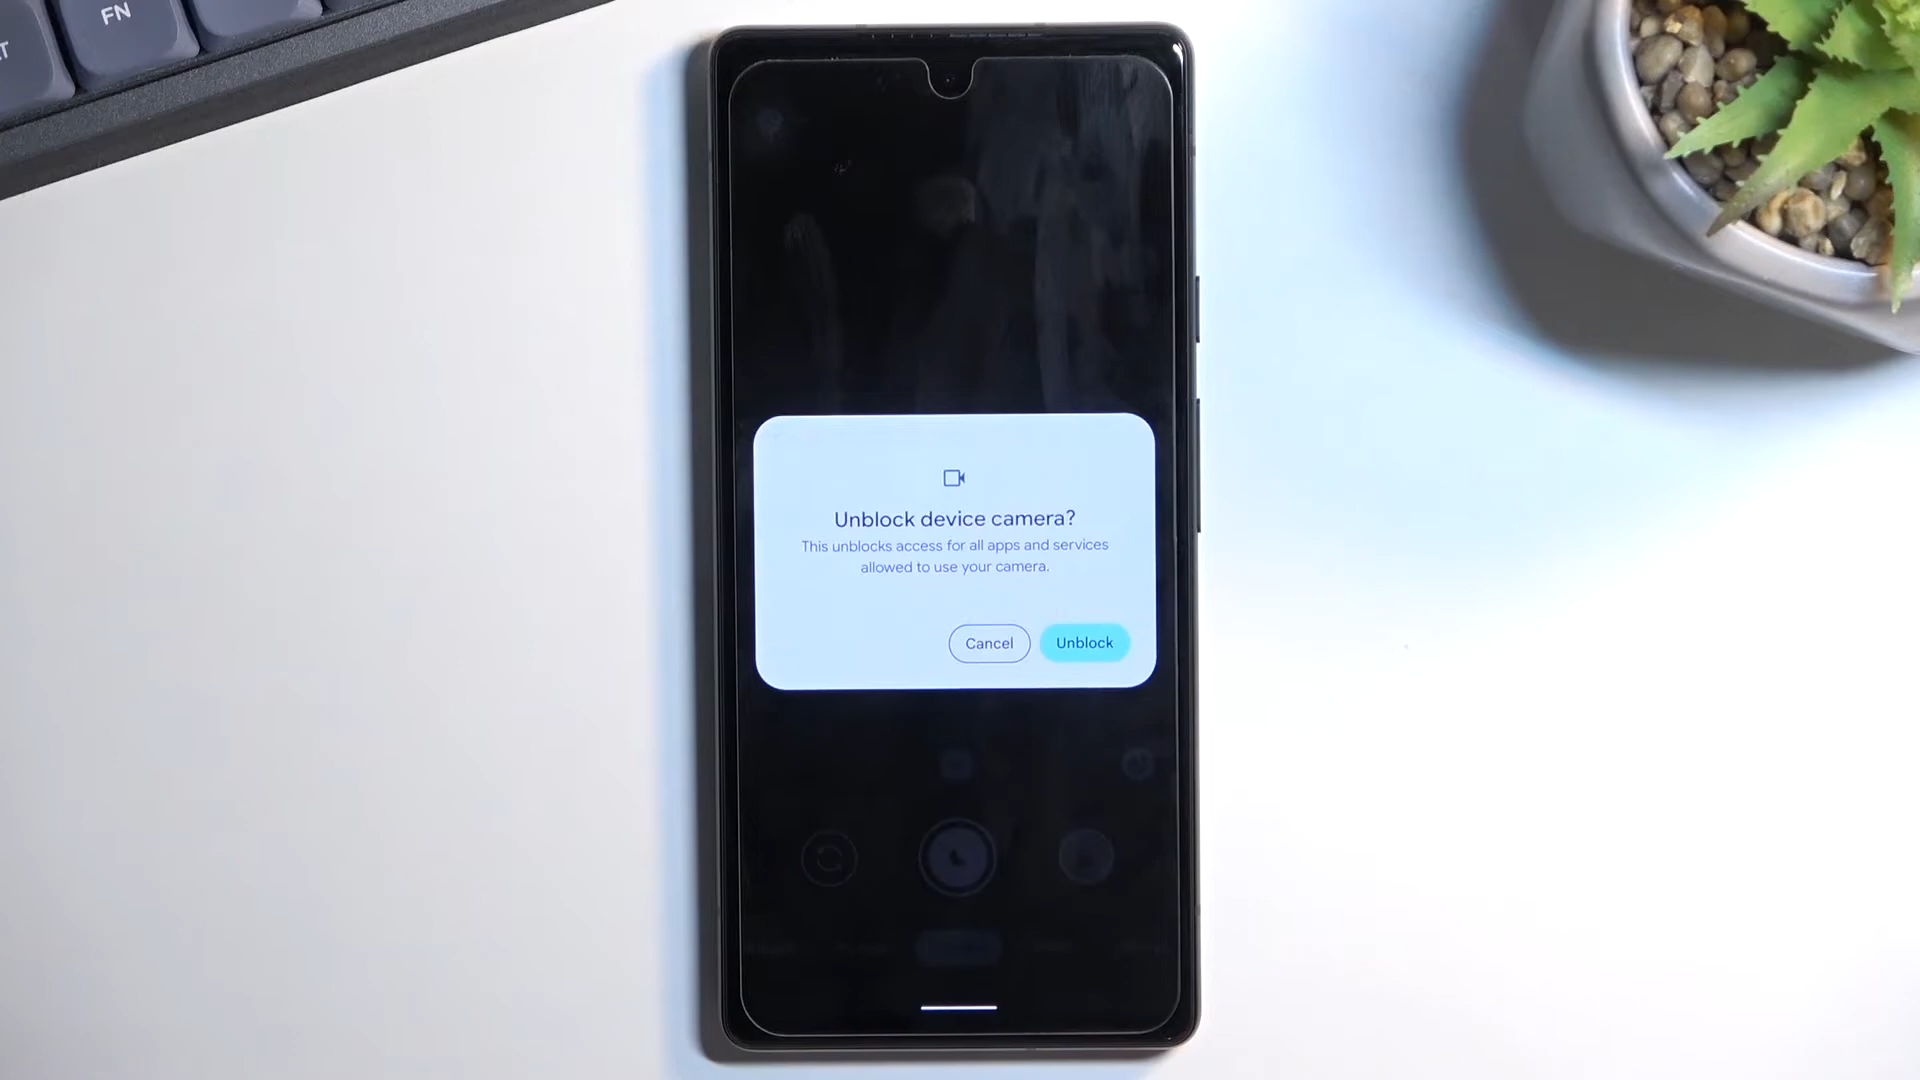 FN
Unblock device camera?
This unblocks access for all apps and services
allowed to use your camera.
Cancel
Unblock